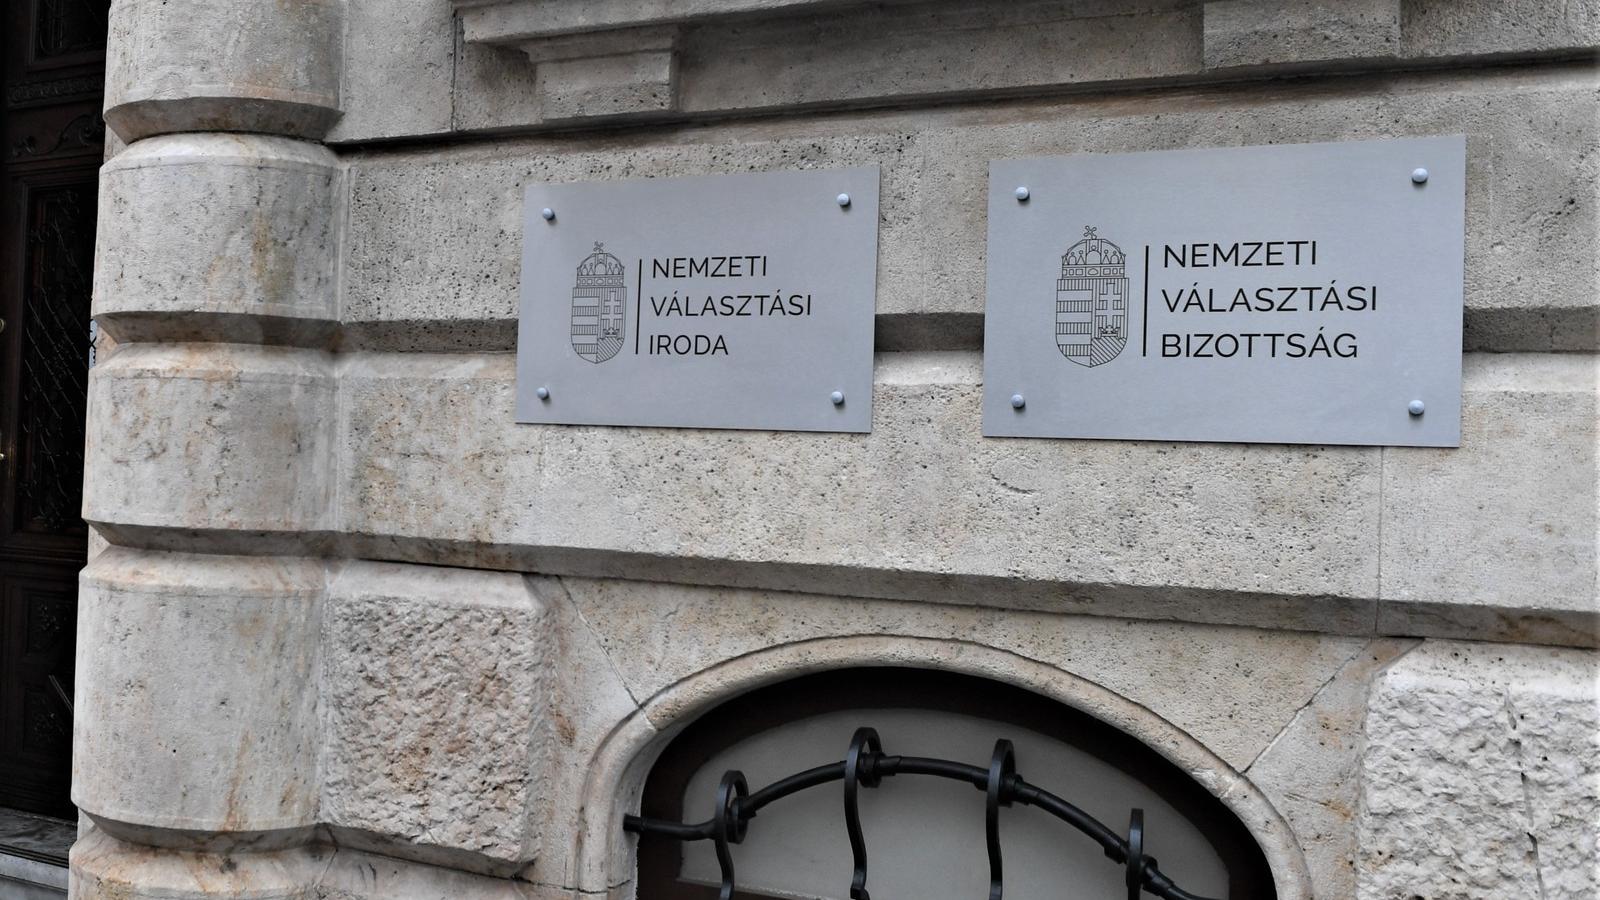 NEMZETI
VÁLASZTÁSI
IRODA
NEMZETI
VÁLASZTÁSI
BIZOTTSÁG